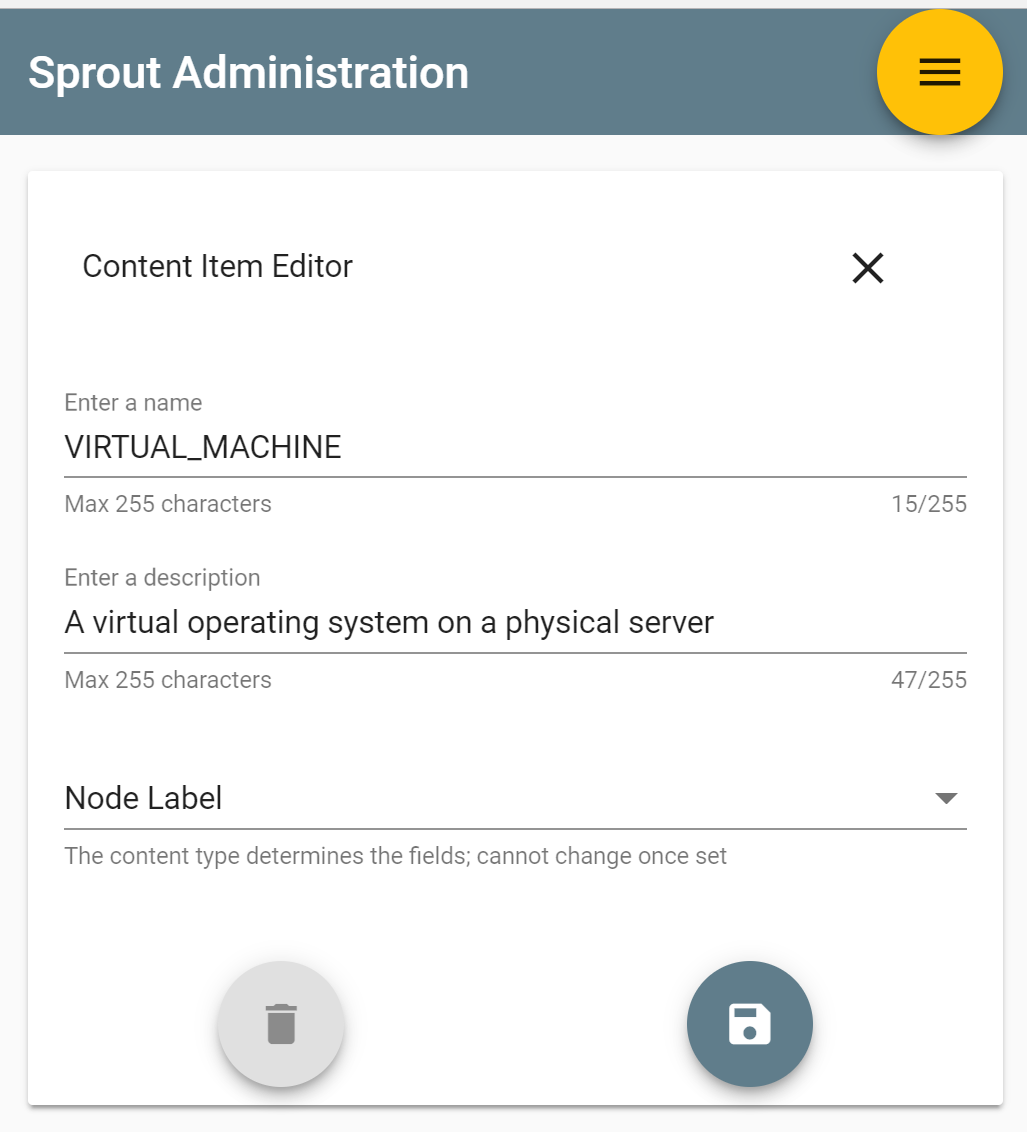 Sprout Administration
Content Item Editor
Enter a name
VIRTUAL_MACHINE
Max 255 characters 15/255
Enter a description
A virtual operating system on a physical server
Max 255 characters 47/255
Node Label
The content type determines the fields; cannot change once set